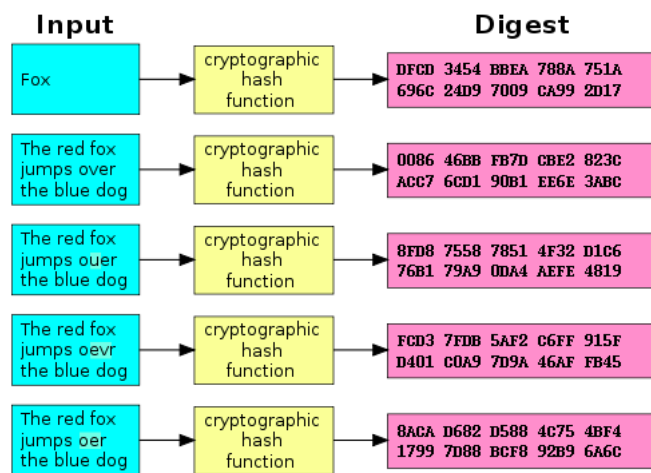 Input
Digest
Fox
cryptographic
hash
function
DFCD 3454 BBEA 788A 751A
696C 24D9 7009 CA99 2D17
The red fox
jumps over
the blue dog
cryptographic
hash
function
0086 46BB FB7D CBE2 823C
ACC7 6CD1 90B1 EE6E 3ABC
The red fox
jumps ouer
the blue dog
cryptographic
hash
function
8FD8 7558 7851 4F32 D1C6
76B1 79A9 0DA4 AEFE 4819
The red fox
jumps oevr
the blue dog
cryptographic
hash
function
FCD3 7FDB 5AF2 C6FF 915F
D401 C0A9 7D9A 46AF FB45
The red fox
jumps oer
the blue dog
cryptographic
hash
function
8ACA D682 D588 4C75 4BF4
1799 7D88 BCF8 92B9 6A6C